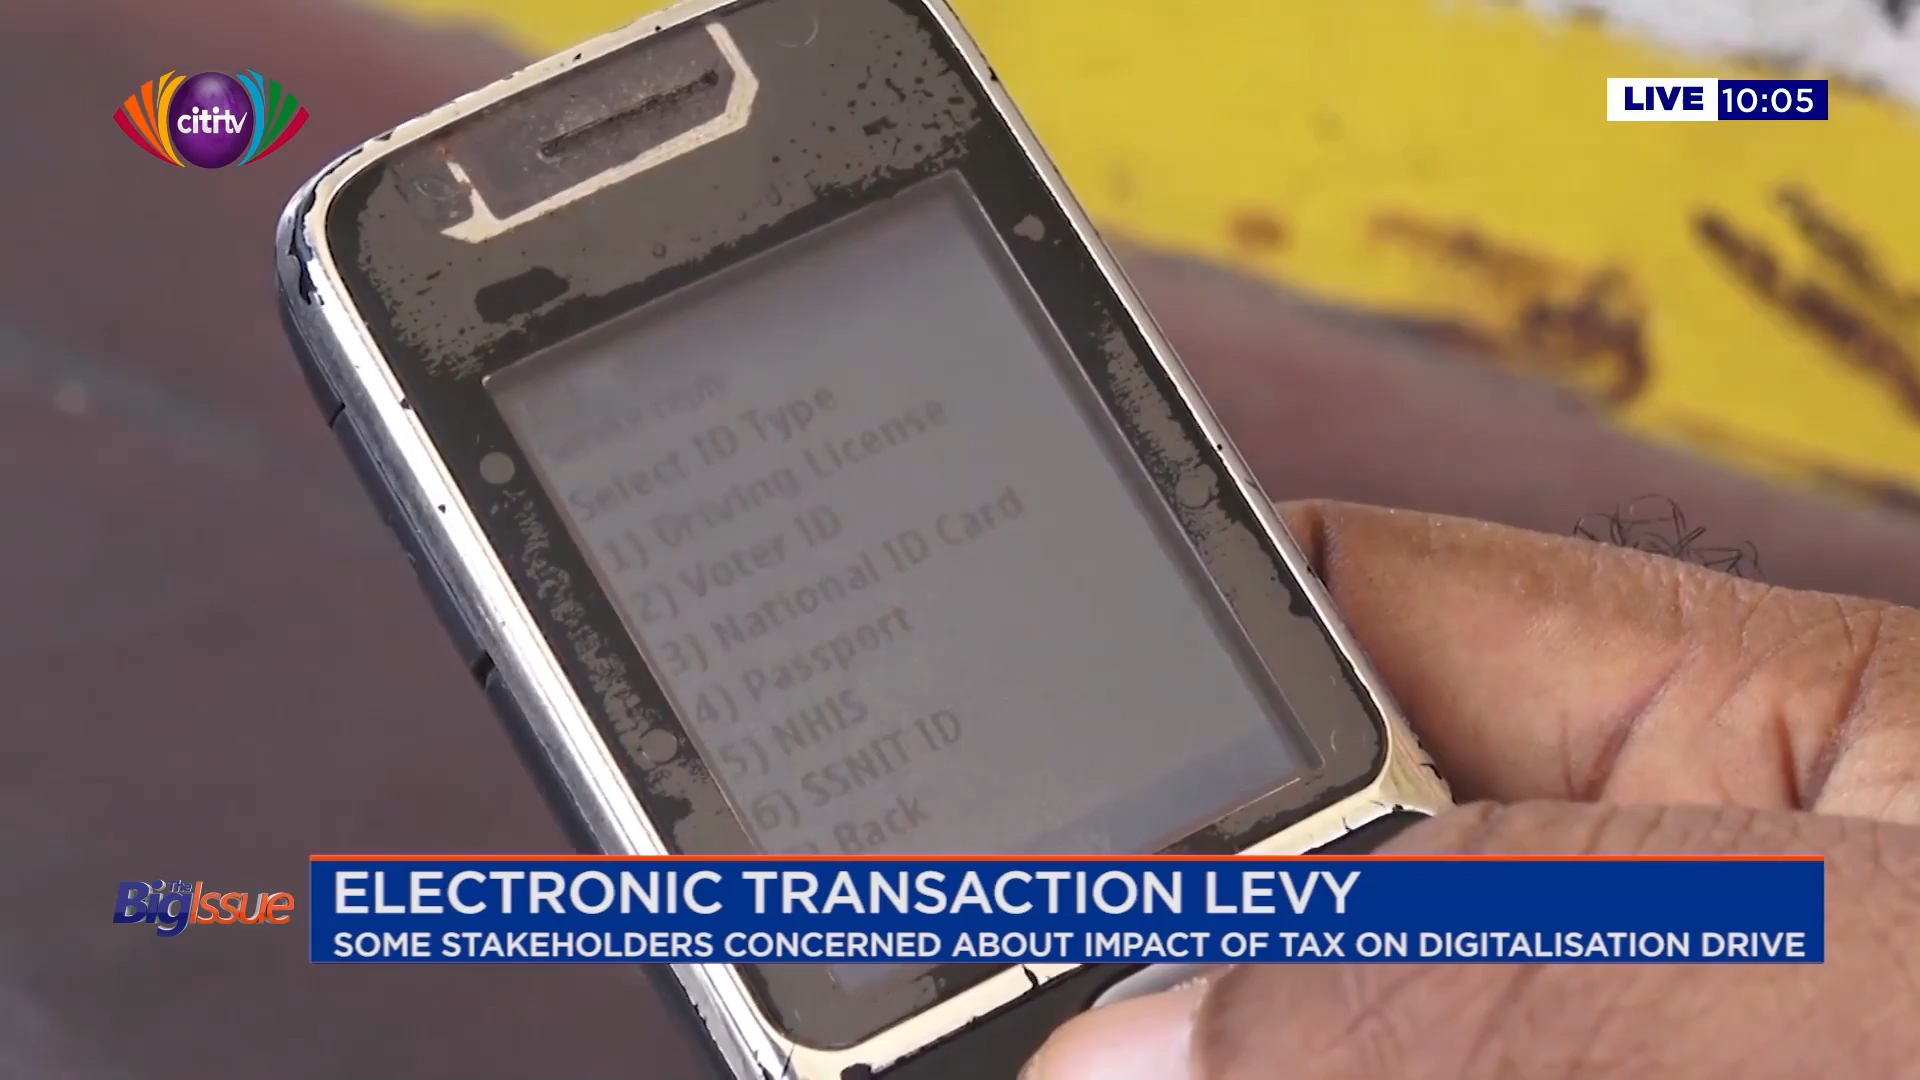 cititv
LIVE 10:05
Select ID Type
1) Driving License
2) Voter ID
3) National ID Card
4) Passport
5) NHIS
6) SSNIT ID
Back
The Big Issue
ELECTRONIC TRANSACTION LEVY
SOME STAKEHOLDERS CONCERNED ABOUT IMPACT OF TAX ON DIGITALISATION DRIVE